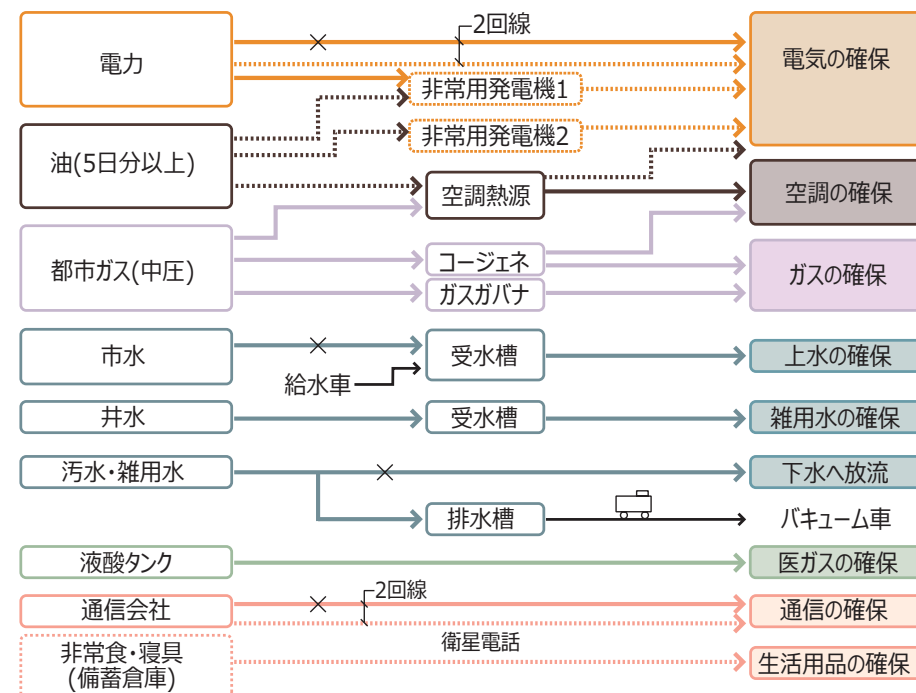 2回線
電力
電気の確保
非常用発電機1
非常用発電機2
油(5日分以上)
空調熱源
空調の確保
都市ガス(中圧)
コージェネ
ガスの確保
ガスガバナ
市水
受水槽
上水の確保
給水車
井水
受水槽
雑用水の確保
汚水・雑用水
下水へ放流
排水槽
バキューム車
液酸タンク
医ガスの確保
通信会社
2回線
通信の確保
衛星電話
非常食・寝具
(備蓄倉庫)
生活用品の確保